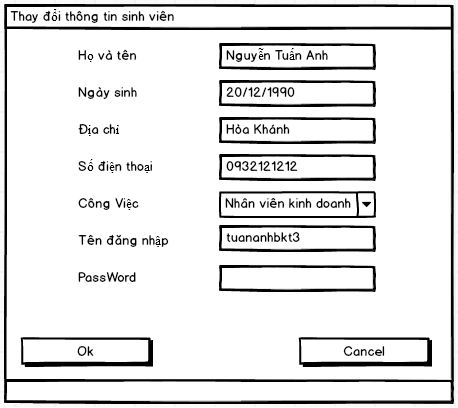 Thay đổi thông tin sinh viên
Họ và tên Nguyễn Tuấn Anh
Ngày sinh 20/12/1990
Địa chỉ Hòa Khánh
Số điện thoại 0932121212
Công Việc Nhân viên kinh doanh
Tên đăng nhập tuananhbkt3
PassWord
Ok Cancel